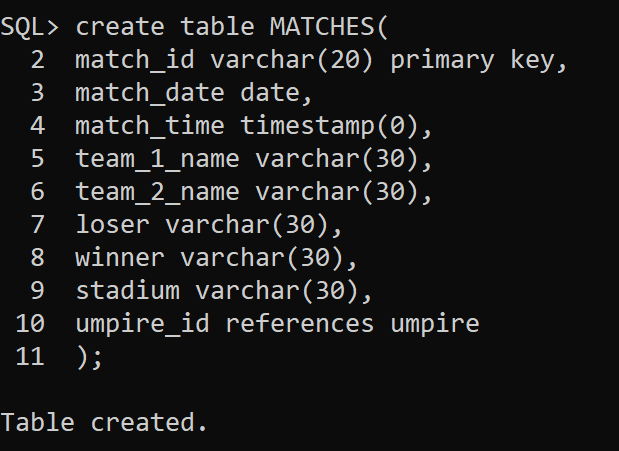 SQL> create table MATCHES(
  2  match_id varchar(20) primary key,
  3  match_date date,
  4  match_time timestamp(0),
  5  team_1_name varchar(30),
  6  team_2_name varchar(30),
  7  loser varchar(30),
  8  winner varchar(30),
  9  stadium varchar(30),
 10  umpire_id references umpire
 11  );
Table created.